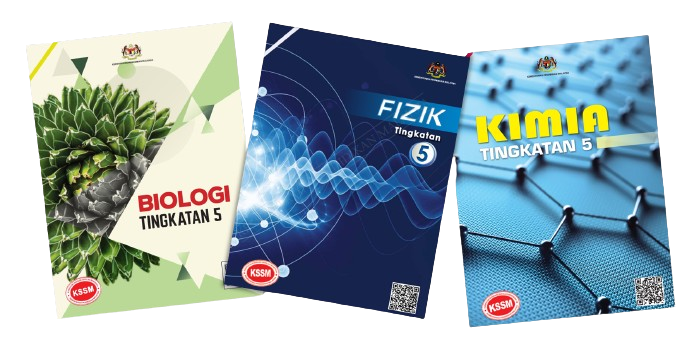 BIOLOGI
TINGKATAN 5
KSSM
FIZIK
Tingkatan
5
KSSM
KIMIA
TINGKATAN 5
KSSM